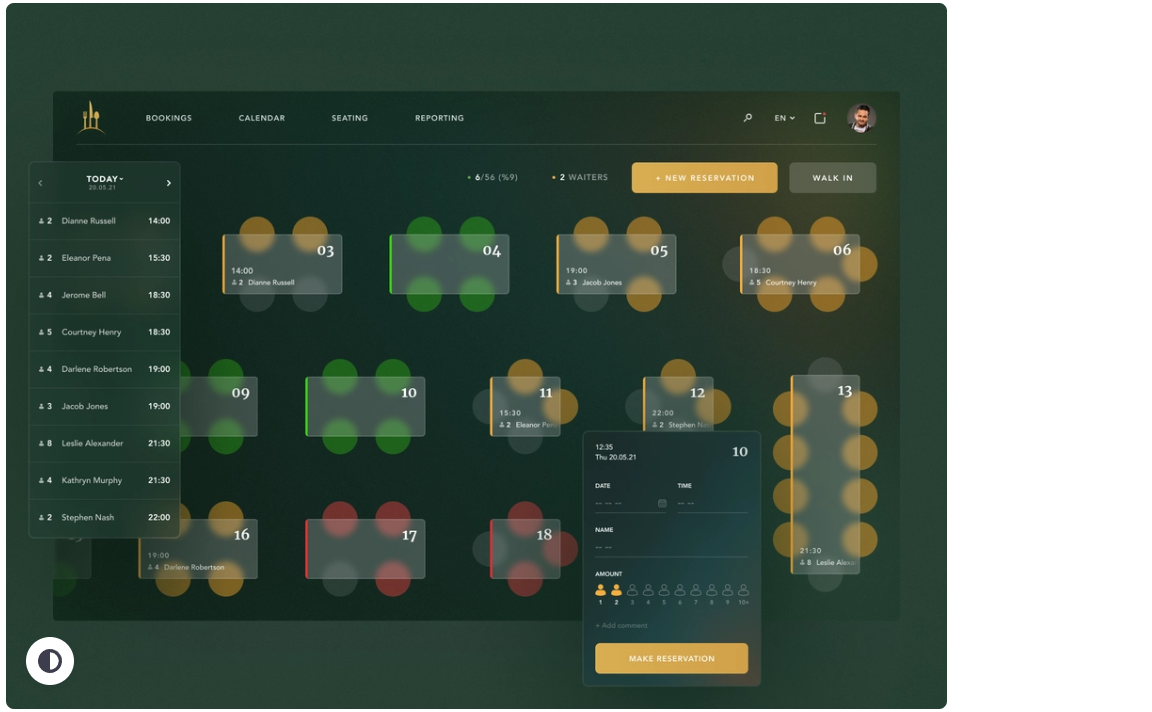 BOOKINGS CALENDAR SEATING REPORTING EN
TODAY
20.05.21
6/56 (%9) 2 WAITERS + NEW RESERVATION WALK IN
2 Dianne Russell 14:00
2 Eleanor Pena 15:30
4 Jerome Bell 18:30
5 Courtney Henry 18:30
4 Darlene Robertson 19:00
3 Jacob Jones 19:00
8 Leslie Alexander 21:30
4 Kathryn Murphy 21:30
2 Stephen Nash 22:00
03
14:00
2 Dianne Russell
04
05
19:00
3 Jacob Jones
06
18:30
5 Courtney Henry
09
10
11
15:30
2 Eleanor Pen
12
22:00
2 Stephen N
13
21:30
8 Leslie Alexa
16
19:00
4 Darlene Robertson
17
18
12:35
Thu 20.05.21
10
DATE TIME
-- -- -- -- --
NAME
-- --
AMOUNT
1 2 3 4 5 6 7 8 9 10+
+ Add comment
MAKE RESERVATION